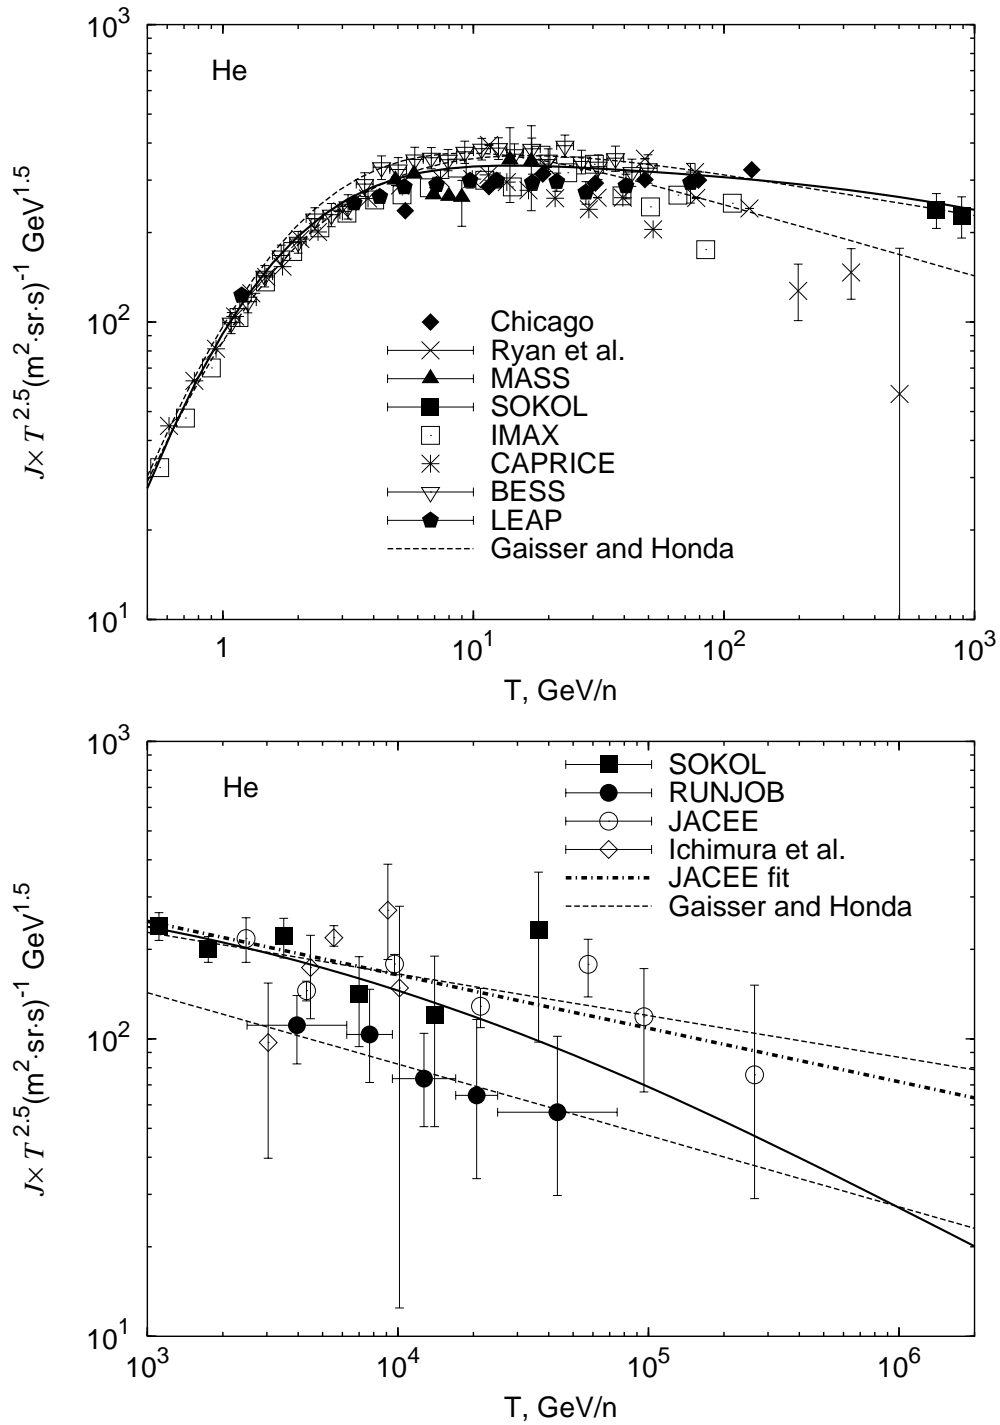 10^3
He
J× T^2.5 (m^2·sr·s)^-1 GeV^1.5
10^2
Chicago
Ryan et al.
MASS
SOKOL
IMAX
CAPRICE
BESS
LEAP
Gaisser and Honda
10^1
1 10^1 10^2 10^3
T, GeV/n
10^3
He
SOKOL
RUNJOB
JACEE
Ichimura et al.
JACEE fit
Gaisser and Honda
J× T^2.5 (m^2·sr·s)^-1 GeV^1.5
10^2
10^1
10^3 10^4 10^5 10^6
T, GeV/n